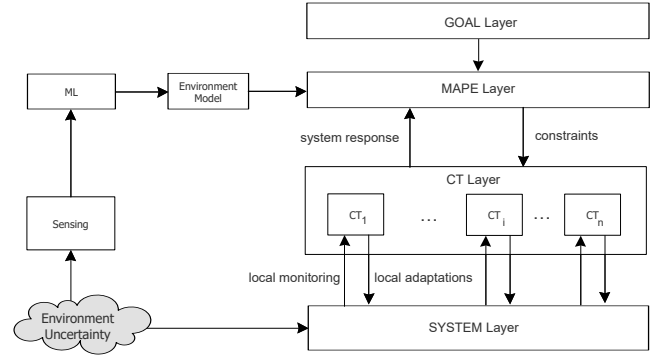 GOAL Layer
ML
Environment
Model
MAPE Layer
system response
constraints
CT Layer
Sensing
CT1
...
CTi
...
CTn
local monitoring
local adaptations
Environment
Uncertainty
SYSTEM Layer